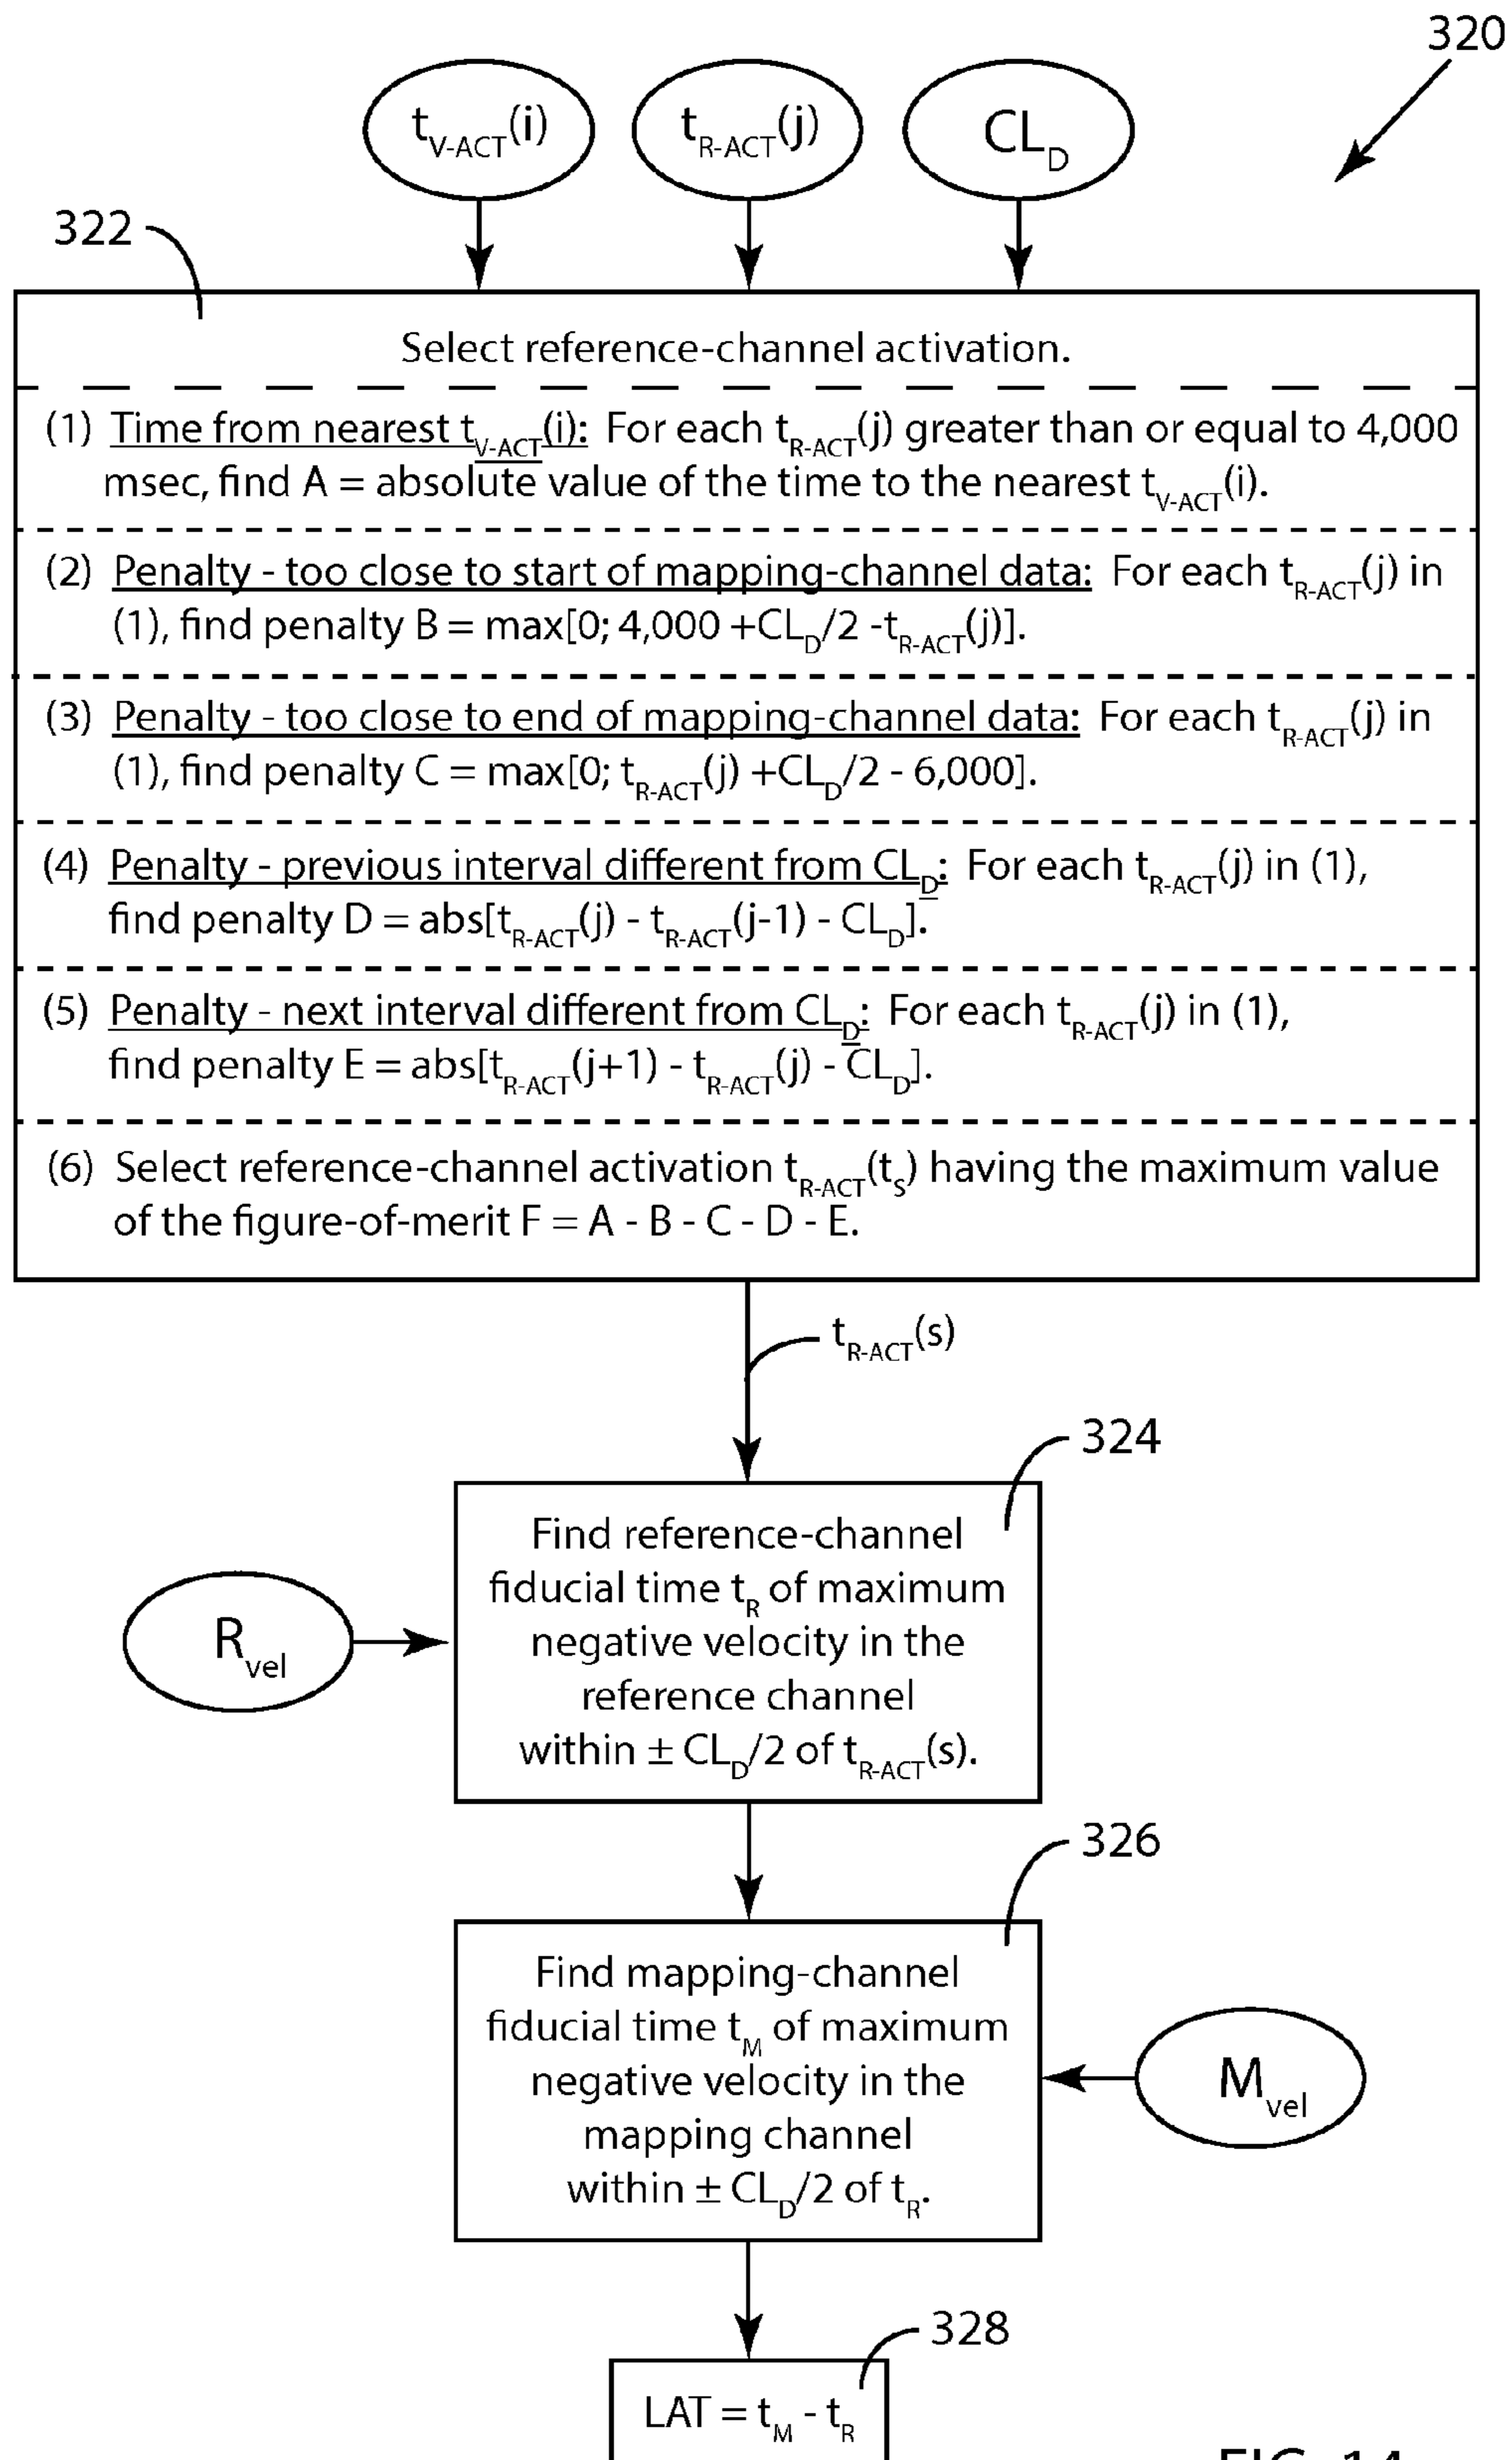 320
t_V-ACT(i) t_R-ACT(j) CL_D
322
Select reference-channel activation.
(1) Time from nearest t_V-ACT(i): For each t_R-ACT(j) greater than or equal to 4,000
msec, find A = absolute value of the time to the nearest t_V-ACT(i).
(2) Penalty - too close to start of mapping-channel data: For each t_R-ACT(j) in
(1), find penalty B = max[0; 4,000 +CL_D/2 -t_R-ACT(j)].
(3) Penalty - too close to end of mapping-channel data: For each t_R-ACT(j) in
(1), find penalty C = max[0; t_R-ACT(j) +CL_D/2 - 6,000].
(4) Penalty - previous interval different from CL_D: For each t_R-ACT(j) in (1),
find penalty D = abs[t_R-ACT(j) - t_R-ACT(j-1) - CL_D].
(5) Penalty - next interval different from CL_D: For each t_R-ACT(j) in (1),
find penalty E = abs[t_R-ACT(j+1) - t_R-ACT(j) - CL_D].
(6) Select reference-channel activation t_R-ACT(t_s) having the maximum value
of the figure-of-merit F = A - B - C - D - E.
t_R-ACT(s)
324
Find reference-channel
fiducial time t_R of maximum
negative velocity in the
reference channel
within ± CL_D/2 of t_R-ACT(s).
R_vel
326
Find mapping-channel
fiducial time t_M of maximum
negative velocity in the
mapping channel
within ± CL_D/2 of t_R.
M_vel
328
LAT = t_M - t_R
FIG. 14